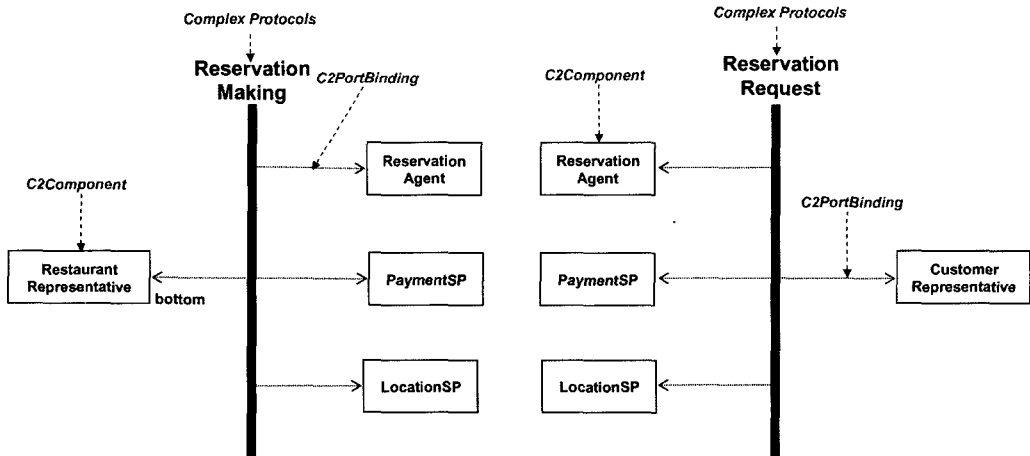 Complex Protocols
Reservation
Making
C2PortBinding
Reservation
Agent
C2Component
Restaurant
Representative
bottom
PaymentSP
LocationSP
Complex Protocols
Reservation
Request
C2Component
Reservation
Agent
C2PortBinding
PaymentSP
Customer
Representative
LocationSP